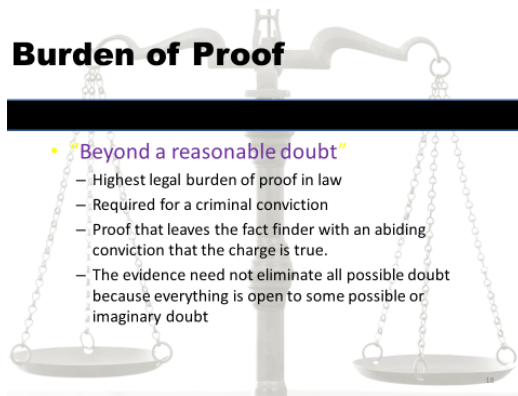 Burden of Proof
• "Beyond a reasonable doubt"
– Highest legal burden of proof in law
– Required for a criminal conviction
– Proof that leaves the fact finder with an abiding
conviction that the charge is true.
– The evidence need not eliminate all possible doubt
because everything is open to some possible or
imaginary doubt
18